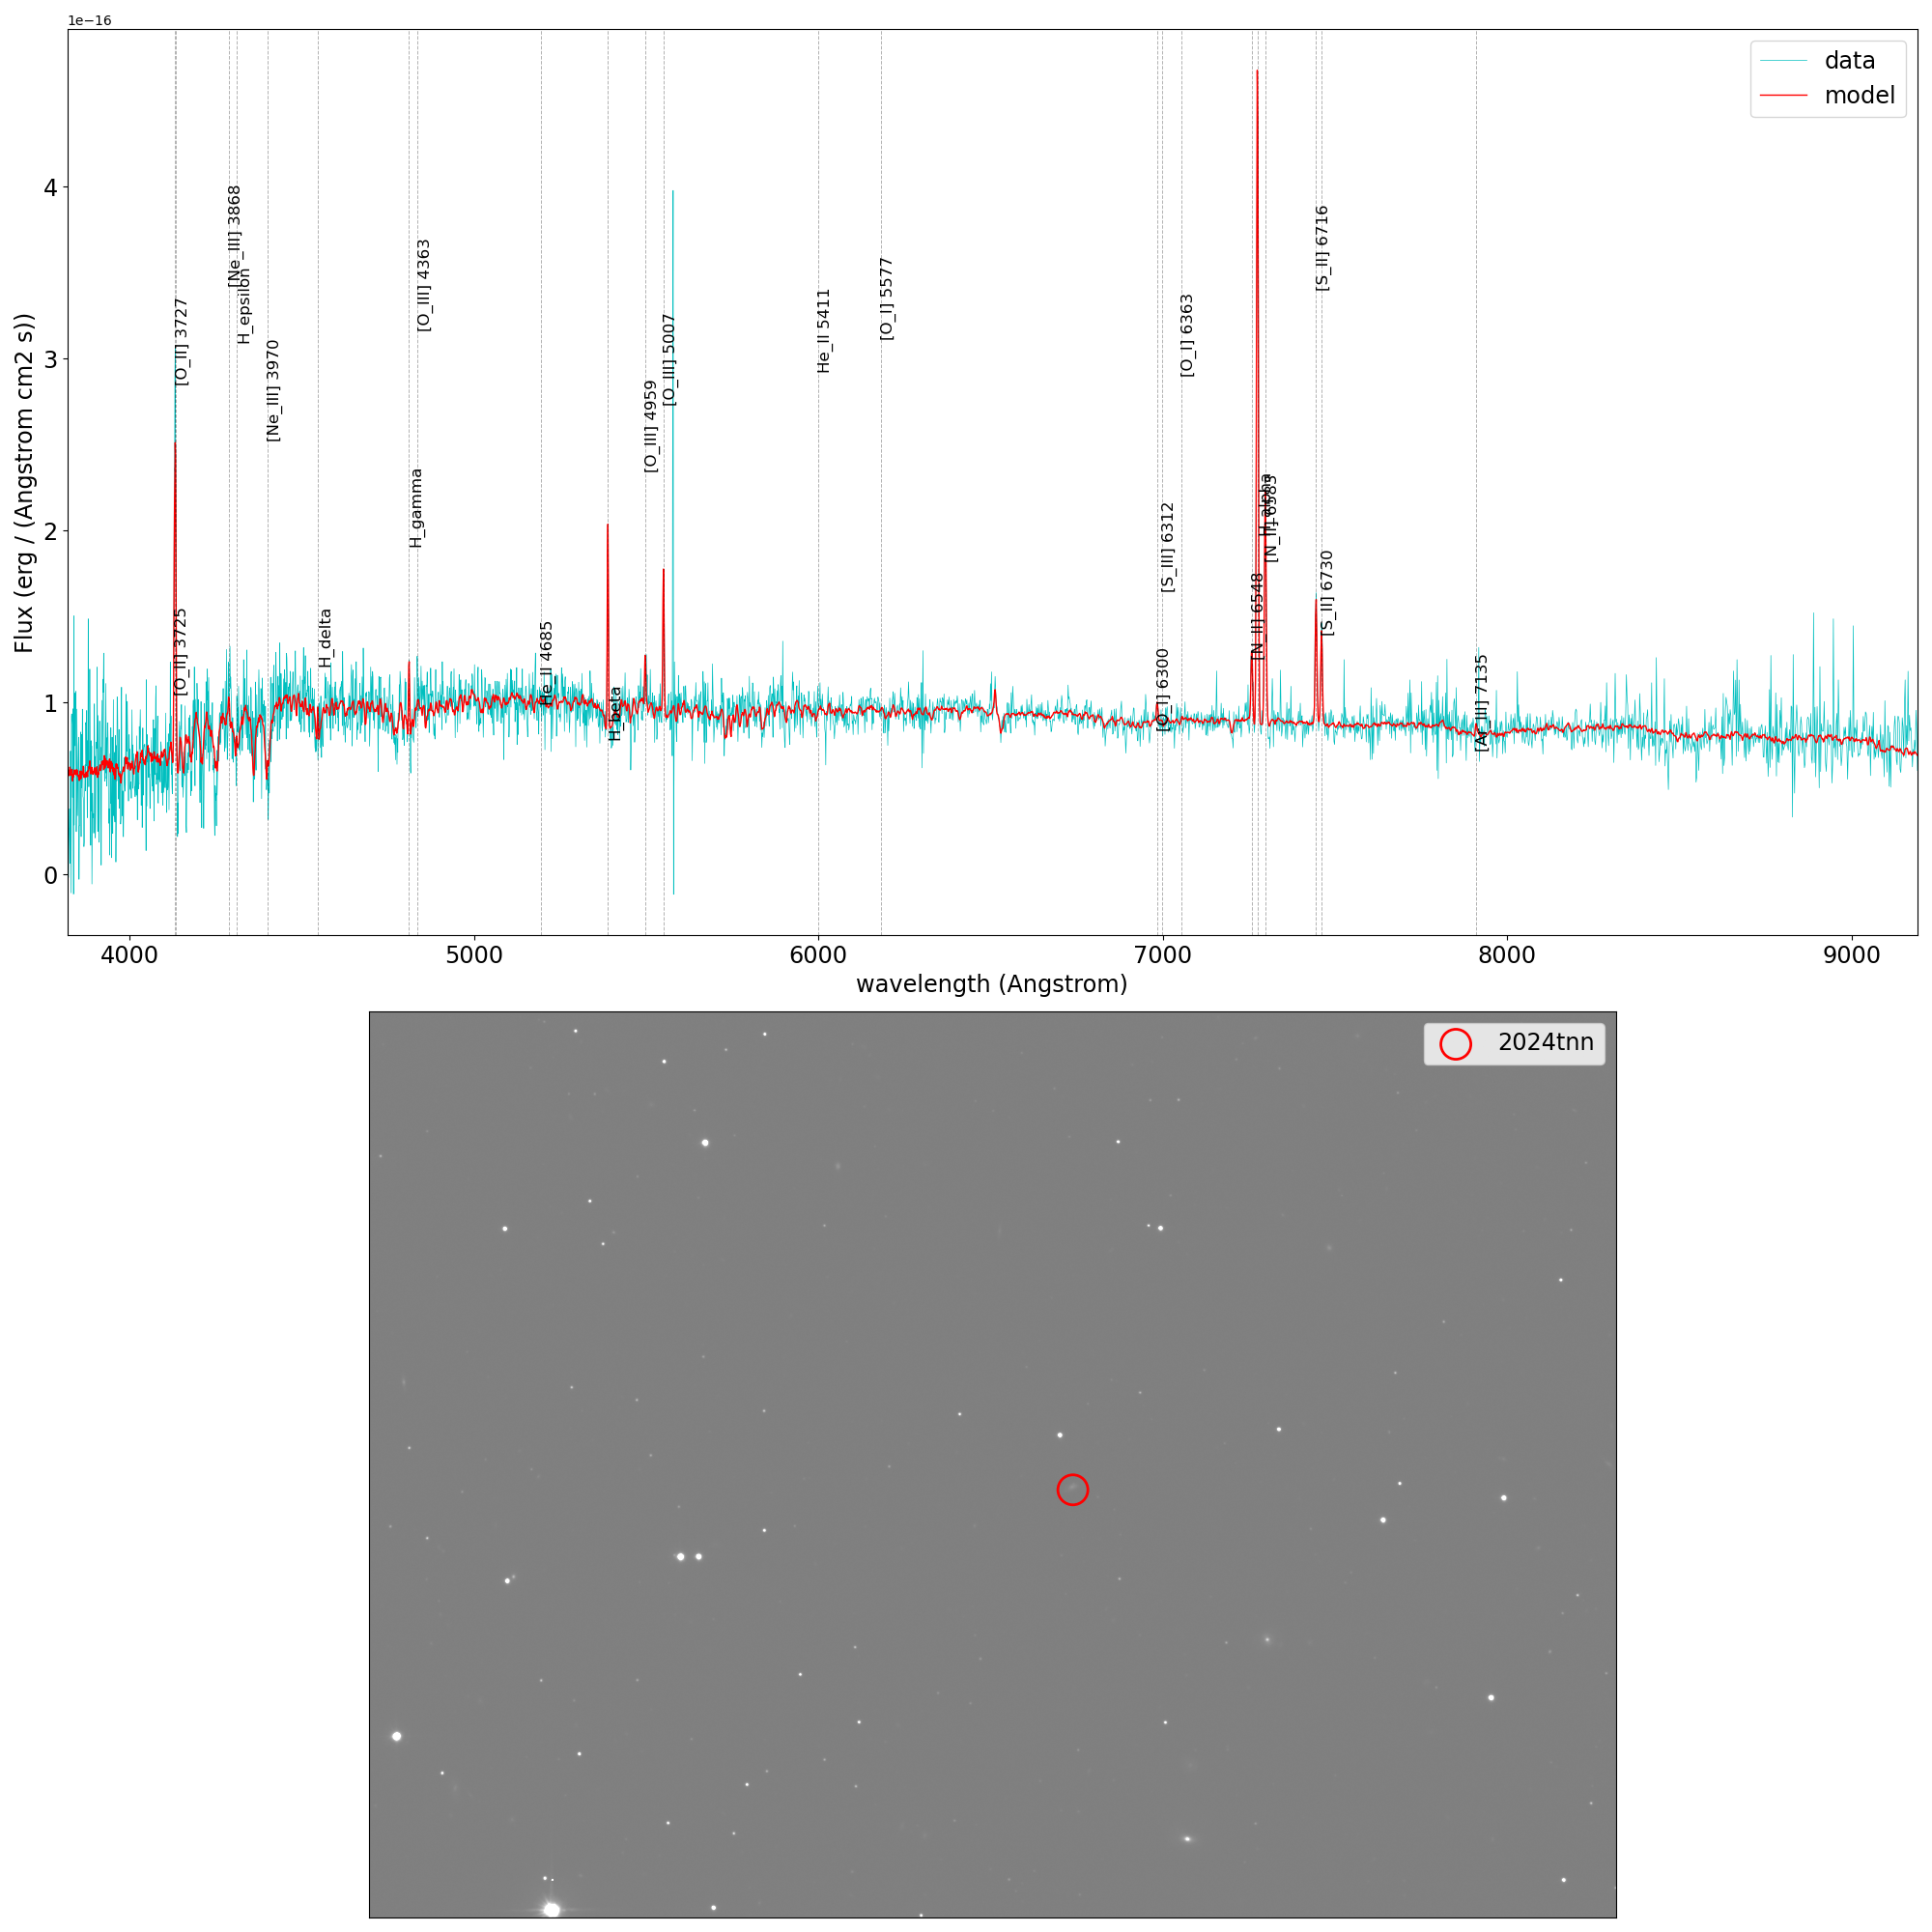 1e−16
data
model
Flux (erg / (Angstrom cm2 s))
4
3
2
1
0
[O_II] 3727
[O_II] 3725
[Ne_III] 3868
H_epsilon
[Ne_III] 3970
H_delta
H_gamma
[O_III] 4363
He_II 4685
H_beta
[O_III] 4959
[O_III] 5007
He_II 5411
[O_I] 5577
[O_I] 6300
[S_III] 6312
[O_I] 6363
[N_II] 6548
H_alpha
[N_II] 6583
[S_II] 6716
[S_II] 6730
[Ar_III] 7135
4000 5000 6000 7000 8000 9000
wavelength (Angstrom)
2024tnn